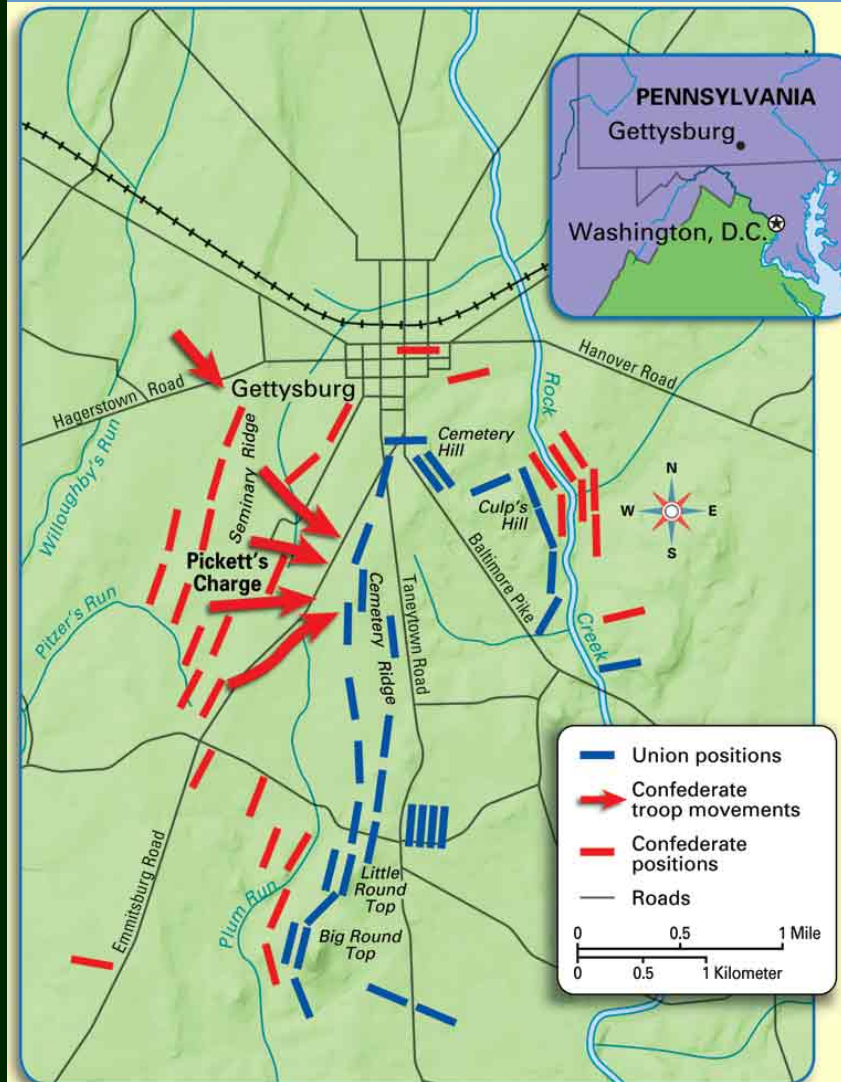 PENNSYLVANIA
Gettysburg
Washington, D.C.
Hanover Road
Hagerstown Road
Gettysburg
Rock
Willoughby's Run
Seminary Ridge
Cemetery
Hill
Culp's
Hill
N
W
E
S
Pickett's
Charge
Baltimore Pike
Cemetery Ridge
Taneytown Road
Pitzer's Run
Creek
Union positions
Confederate
troop movements
Confederate
positions
Roads
0 0.5 1 Mile
0 0.5 1 Kilometer
Emmitsburg Road
Plum Run
Little
Round
Top
Big Round
Top